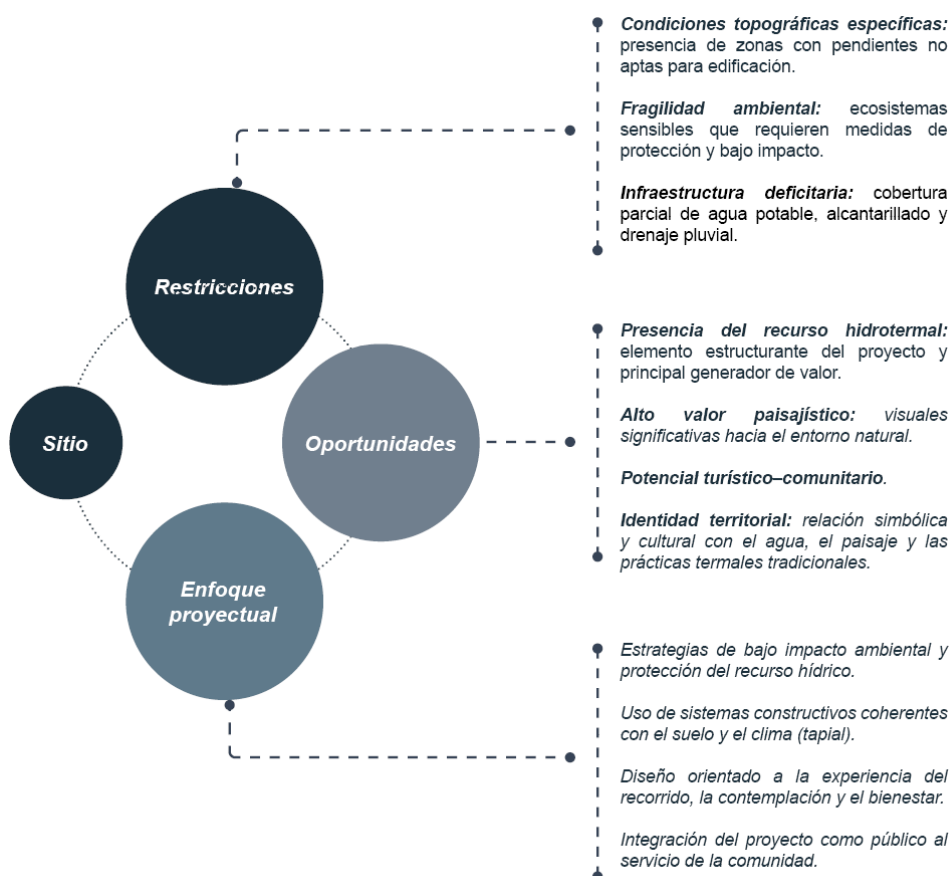 Condiciones topográficas específicas:
presencia de zonas con pendientes no
aptas para edificación.
Fragilidad ambiental: ecosistemas
sensibles que requieren medidas de
protección y bajo impacto.
Infraestructura deficitaria: cobertura
parcial de agua potable, alcantarillado y
drenaje pluvial.
Restricciones
Presencia del recurso hidrotermal:
elemento estructurante del proyecto y
principal generador de valor.
Alto valor paisajístico: visuales
significativas hacia el entorno natural.
Potencial turístico–comunitario.
Identidad territorial: relación simbólica
y cultural con el agua, el paisaje y las
prácticas termales tradicionales.
Sitio
Oportunidades
Enfoque
proyectual
Estrategias de bajo impacto ambiental y
protección del recurso hídrico.
Uso de sistemas constructivos coherentes
con el suelo y el clima (tapial).
Diseño orientado a la experiencia del
recorrido, la contemplación y el bienestar.
Integración del proyecto como público al
servicio de la comunidad.